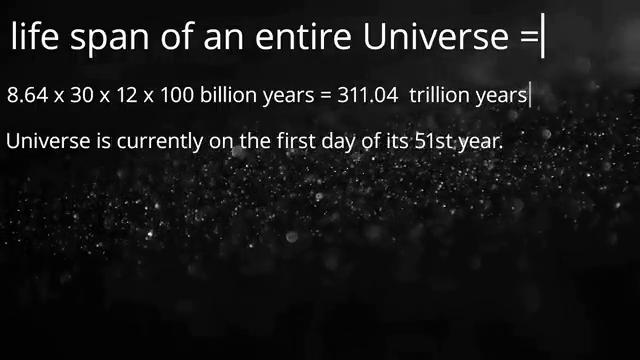 life span of an entire Universe =
8.64 x 30 x 12 x 100 billion years = 311.04 trillion years
Universe is currently on the first day of its 51st year.